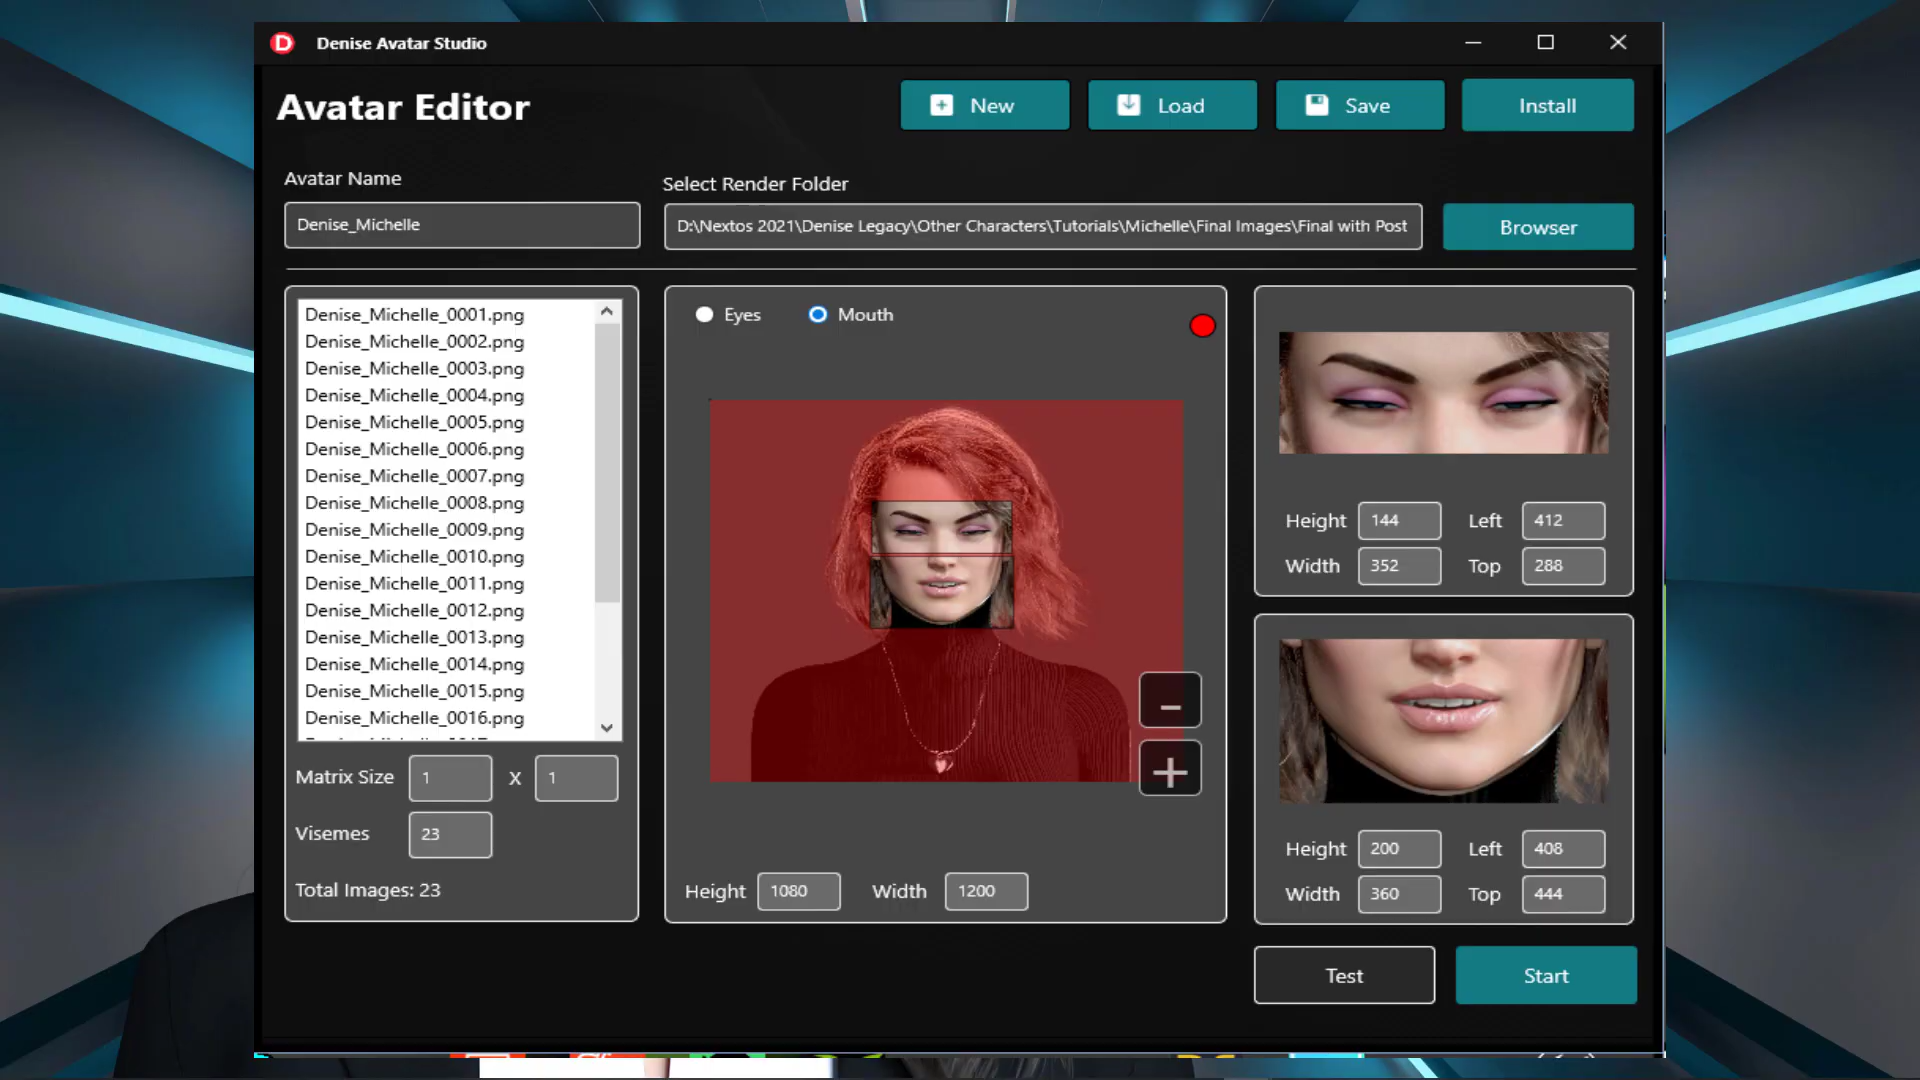 Denise Avatar Studio
Avatar Editor
New
Load
Save
Install
Avatar Name
Select Render Folder
Denise_Michelle
D:\Nextos 2021\Denise Legacy\Other Characters\Tutorials\Michelle\Final Images\Final with Post
Browser
Denise_Michelle_0001.png
Denise_Michelle_0002.png
Denise_Michelle_0003.png
Denise_Michelle_0004.png
Denise_Michelle_0005.png
Denise_Michelle_0006.png
Denise_Michelle_0007.png
Denise_Michelle_0008.png
Denise_Michelle_0009.png
Denise_Michelle_0010.png
Denise_Michelle_0011.png
Denise_Michelle_0012.png
Denise_Michelle_0013.png
Denise_Michelle_0014.png
Denise_Michelle_0015.png
Denise_Michelle_0016.png
Matrix Size 1 X 1
Visemes 23
Total Images: 23
Eyes Mouth
Height 1080 Width 1200
Height 144 Left 412
Width 352 Top 288
Height 200 Left 408
Width 360 Top 444
Test
Start